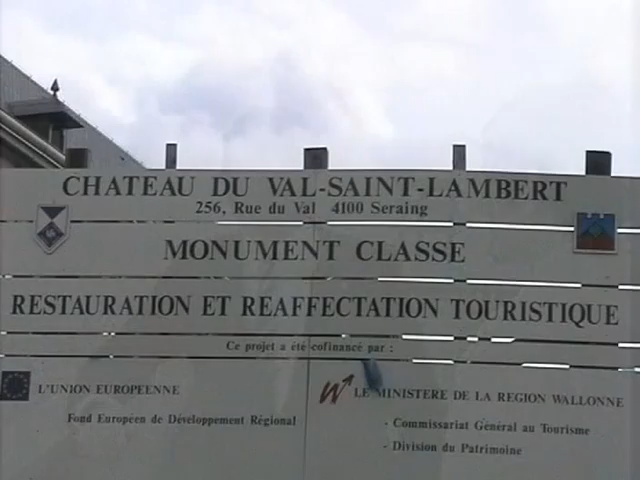 CHATEAU DU VAL-SAINT-LAMBERT
256, Rue du Val 4100 Seraing
MONUMENT CLASSE
RESTAURATION ET REAFFECTATION TOURISTIQUE
Ce projet a été cofinancé par :
L'UNION EUROPEENNE
Fond Européen de Développement Régional
LE MINISTERE DE LA REGION WALLONNE
- Commissariat Général au Tourisme
- Division du Patrimoine